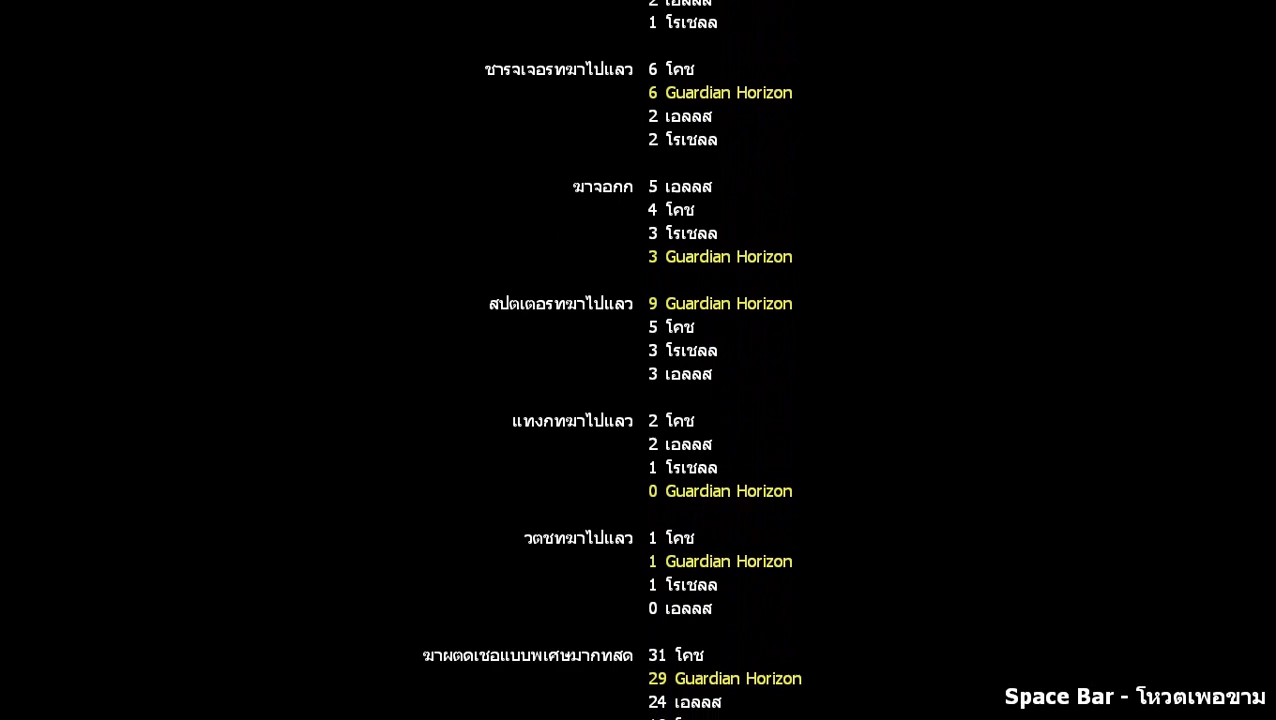 2 เอลลส
1 โรเชลล
ชารจเจอรทฆาไปแลว 6 โคช
6 Guardian Horizon
2 เอลลส
2 โรเชลล
ฆาจอกก 5 เอลลส
4 โคช
3 โรเชลล
3 Guardian Horizon
สปตเตอรทฆาไปแลว 9 Guardian Horizon
5 โคช
3 โรเชลล
3 เอลลส
แทงกทฆาไปแลว 2 โคช
2 เอลลส
1 โรเชลล
0 Guardian Horizon
วตชทฆาไปแลว 1 โคช
1 Guardian Horizon
1 โรเชลล
0 เอลลส
ฆาผตดเชอแบบพเศษมากทสด 31 โคช
29 Guardian Horizon
24 เอลลส
Space Bar - โหวตเพอขาม